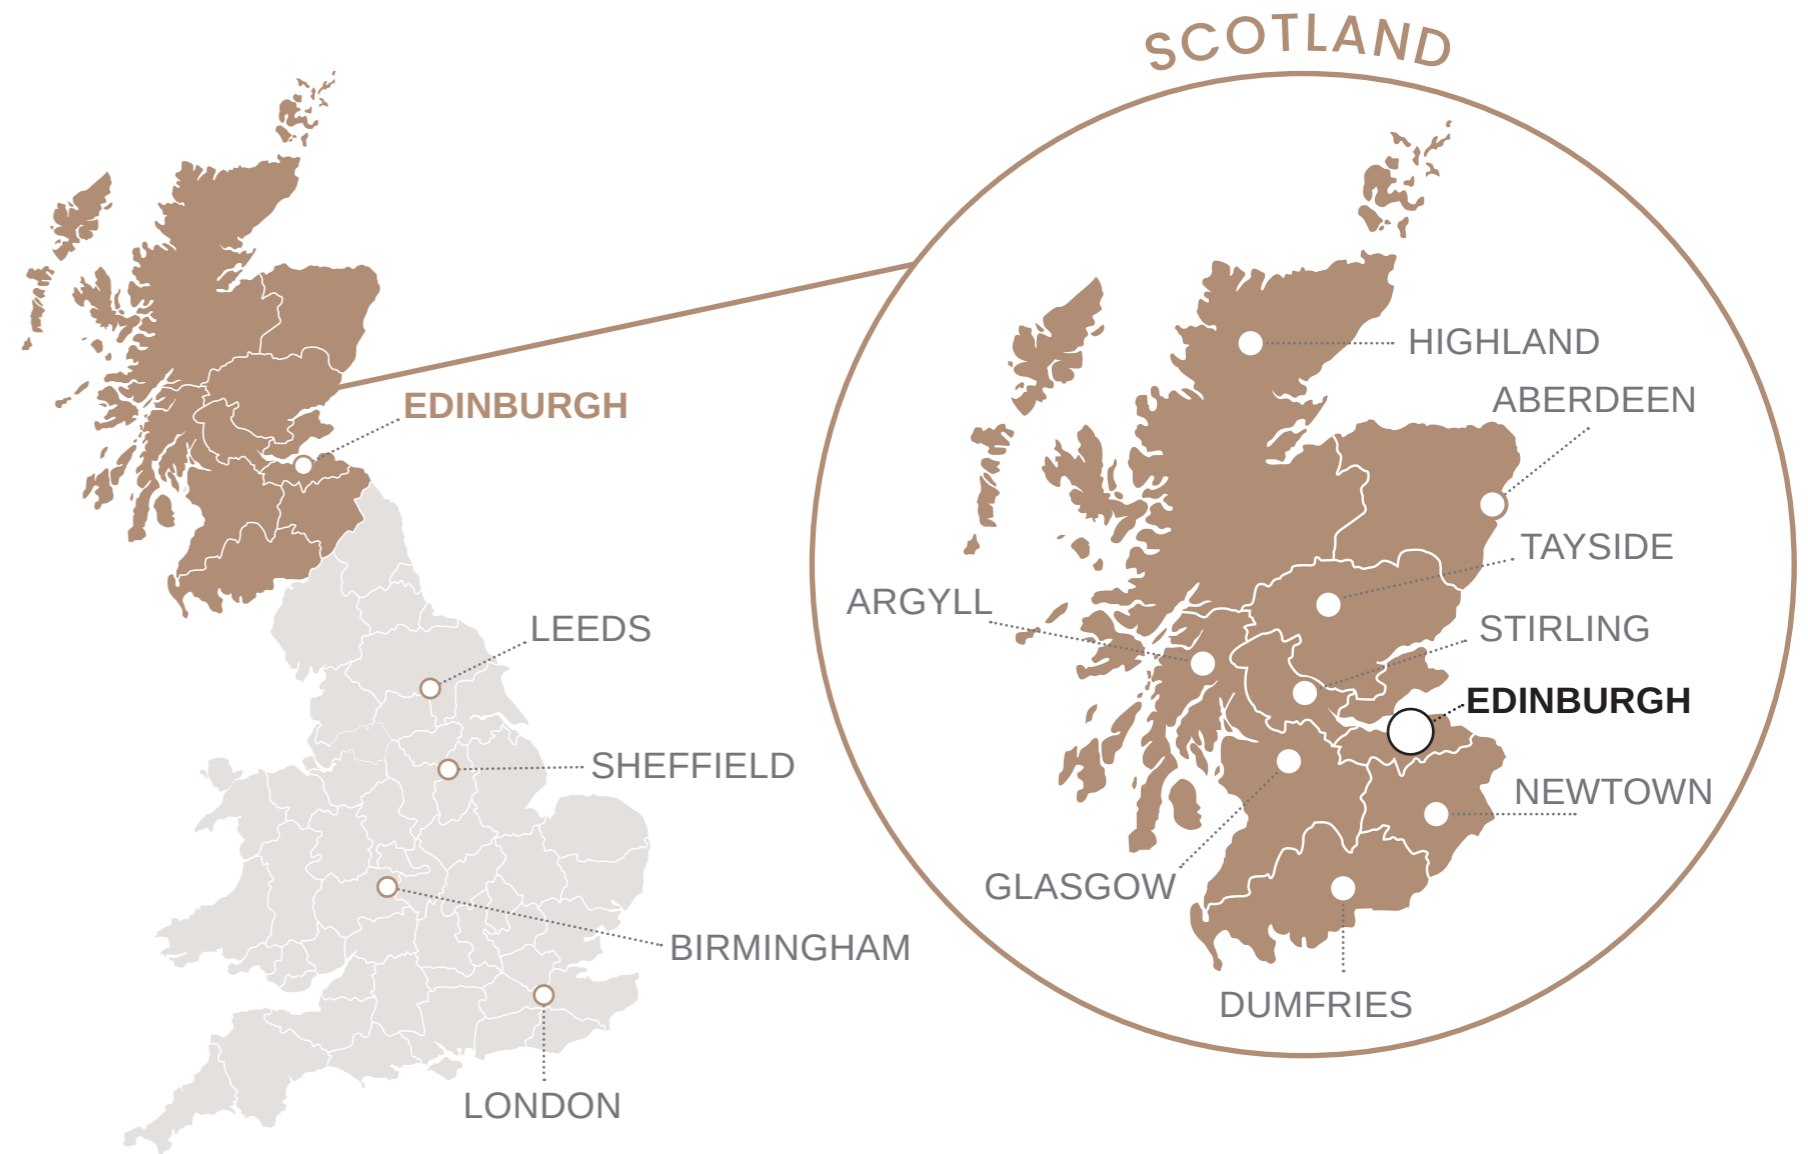 SCOTLAND
HIGHLAND
ABERDEEN
EDINBURGH
TAYSIDE
ARGYLL
STIRLING
LEEDS
EDINBURGH
SHEFFIELD
NEWTOWN
GLASGOW
BIRMINGHAM
DUMFRIES
LONDON